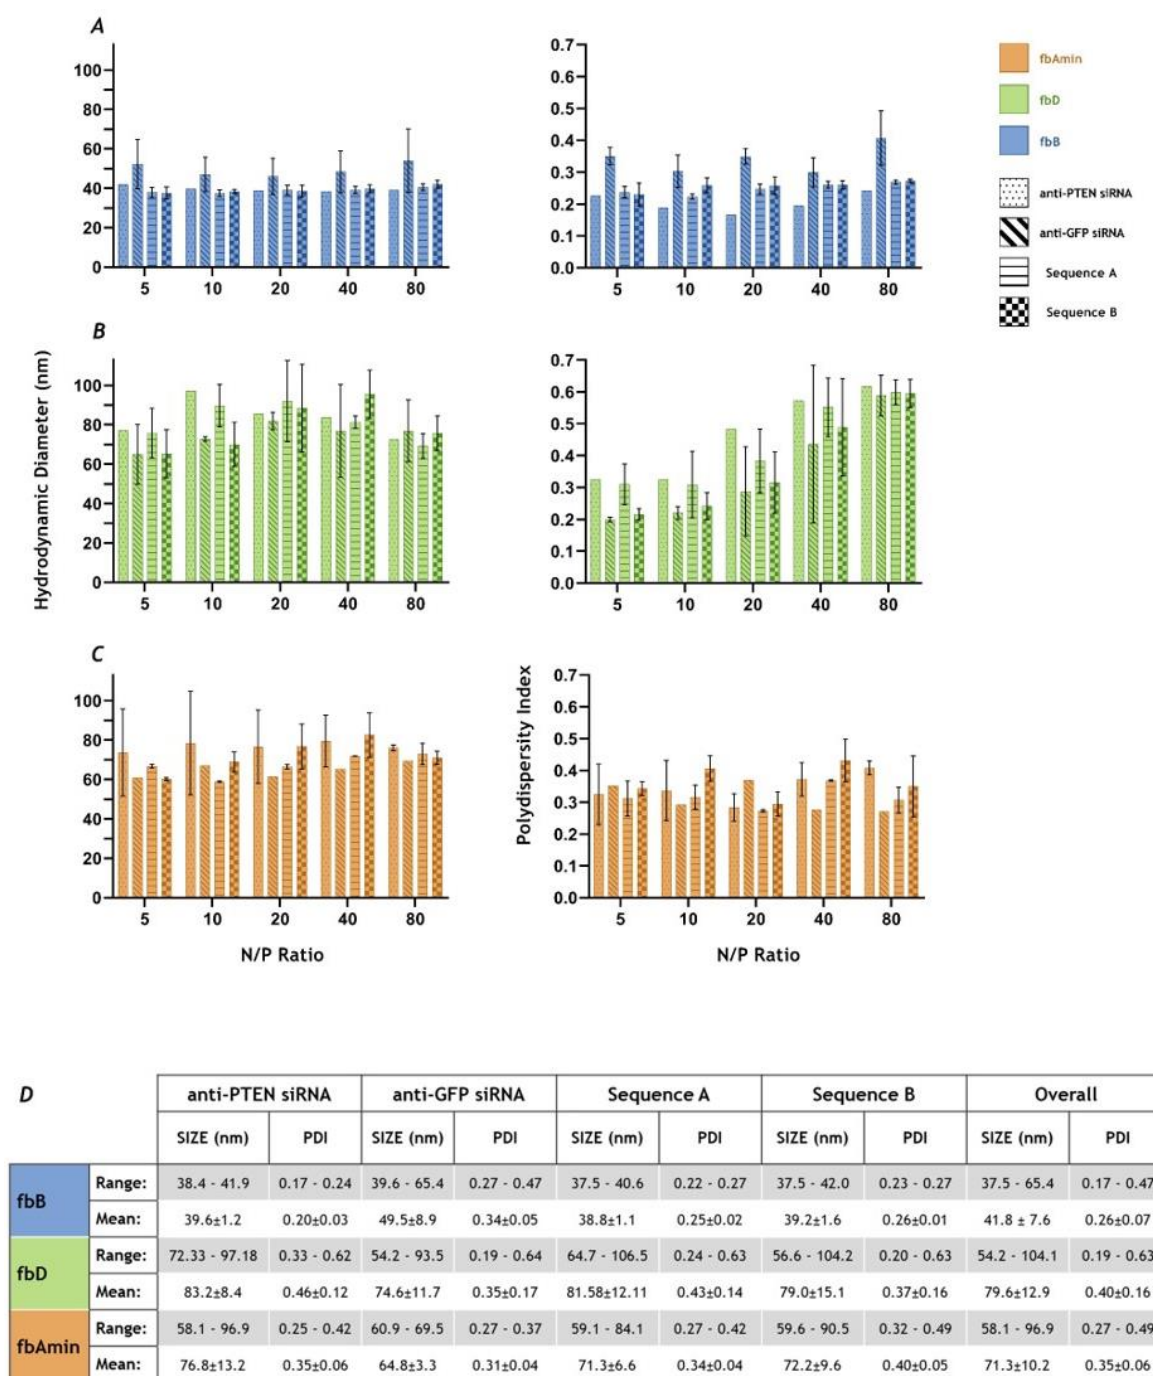 A
100
80
60
40
20
0
5 10 20 40 80
0.7
0.6
0.5
0.4
0.3
0.2
0.1
0.0
5 10 20 40 80
fbAmin
fbD
fbB
anti-PTEN siRNA
anti-GFP siRNA
Sequence A
Sequence B
B
Hydrodynamic Diameter (nm)
100
80
60
40
20
0
5 10 20 40 80
0.7
0.6
0.5
0.4
0.3
0.2
0.1
0.0
5 10 20 40 80
C
100
80
60
40
20
0
5 10 20 40 80
N/P Ratio
Polydispersity Index
0.7
0.6
0.5
0.4
0.3
0.2
0.1
0.0
5 10 20 40 80
N/P Ratio
D anti-PTEN siRNA anti-GFP siRNA Sequence A Sequence B Overall
SIZE (nm) PDI SIZE (nm) PDI SIZE (nm) PDI SIZE (nm) PDI SIZE (nm) PDI
fbB
Range: 38.4 - 41.9 0.17 - 0.24 39.6 - 65.4 0.27 - 0.47 37.5 - 40.6 0.22 - 0.27 37.5 - 42.0 0.23 - 0.27 37.5 - 65.4 0.17 - 0.47
Mean: 39.6±1.2 0.20±0.03 49.5±8.9 0.34±0.05 38.8±1.1 0.25±0.02 39.2±1.6 0.26±0.01 41.8 ± 7.6 0.26±0.07
fbD
Range: 72.33 - 97.18 0.33 - 0.62 54.2 - 93.5 0.19 - 0.64 64.7 - 106.5 0.24 - 0.63 56.6 - 104.2 0.20 - 0.63 54.2 - 104.1 0.19 - 0.63
Mean: 83.2±8.4 0.46±0.12 74.6±11.7 0.35±0.17 81.58±12.11 0.43±0.14 79.0±15.1 0.37±0.16 79.6±12.9 0.40±0.16
fbAmin
Range: 58.1 - 96.9 0.25 - 0.42 60.9 - 69.5 0.27 - 0.37 59.1 - 84.1 0.27 - 0.42 59.6 - 90.5 0.32 - 0.49 58.1 - 96.9 0.27 - 0.49
Mean: 76.8±13.2 0.35±0.06 64.8±3.3 0.31±0.04 71.3±6.6 0.34±0.04 72.2±9.6 0.40±0.05 71.3±10.2 0.35±0.06